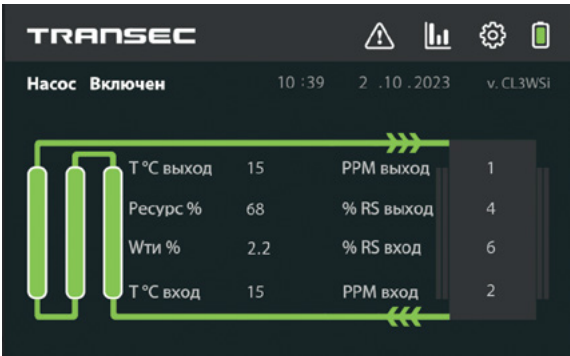 TRANSEC
Насос Включен 10:39 2 .10 .2023 v. CL3WSi
T °C выход 15 PPM выход 1
Ресурс % 68 % RS выход 4
Wти % 2.2 % RS вход 6
T °C вход 15 PPM вход 2